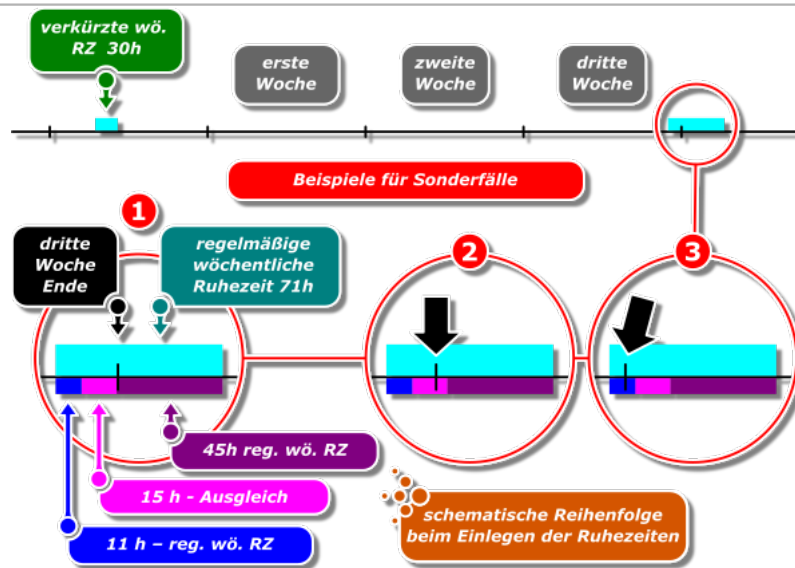 verkürzte wö.
RZ 30h
erste
Woche
zweite
Woche
dritte
Woche
Beispiele für Sonderfälle
1
dritte
Woche
Ende
regelmäßige
wöchentliche
Ruhezeit 71h
2
3
45h reg. wö. RZ
15 h - Ausgleich
11 h – reg. wö. RZ
schematische Reihenfolge
beim Einlegen der Ruhezeiten